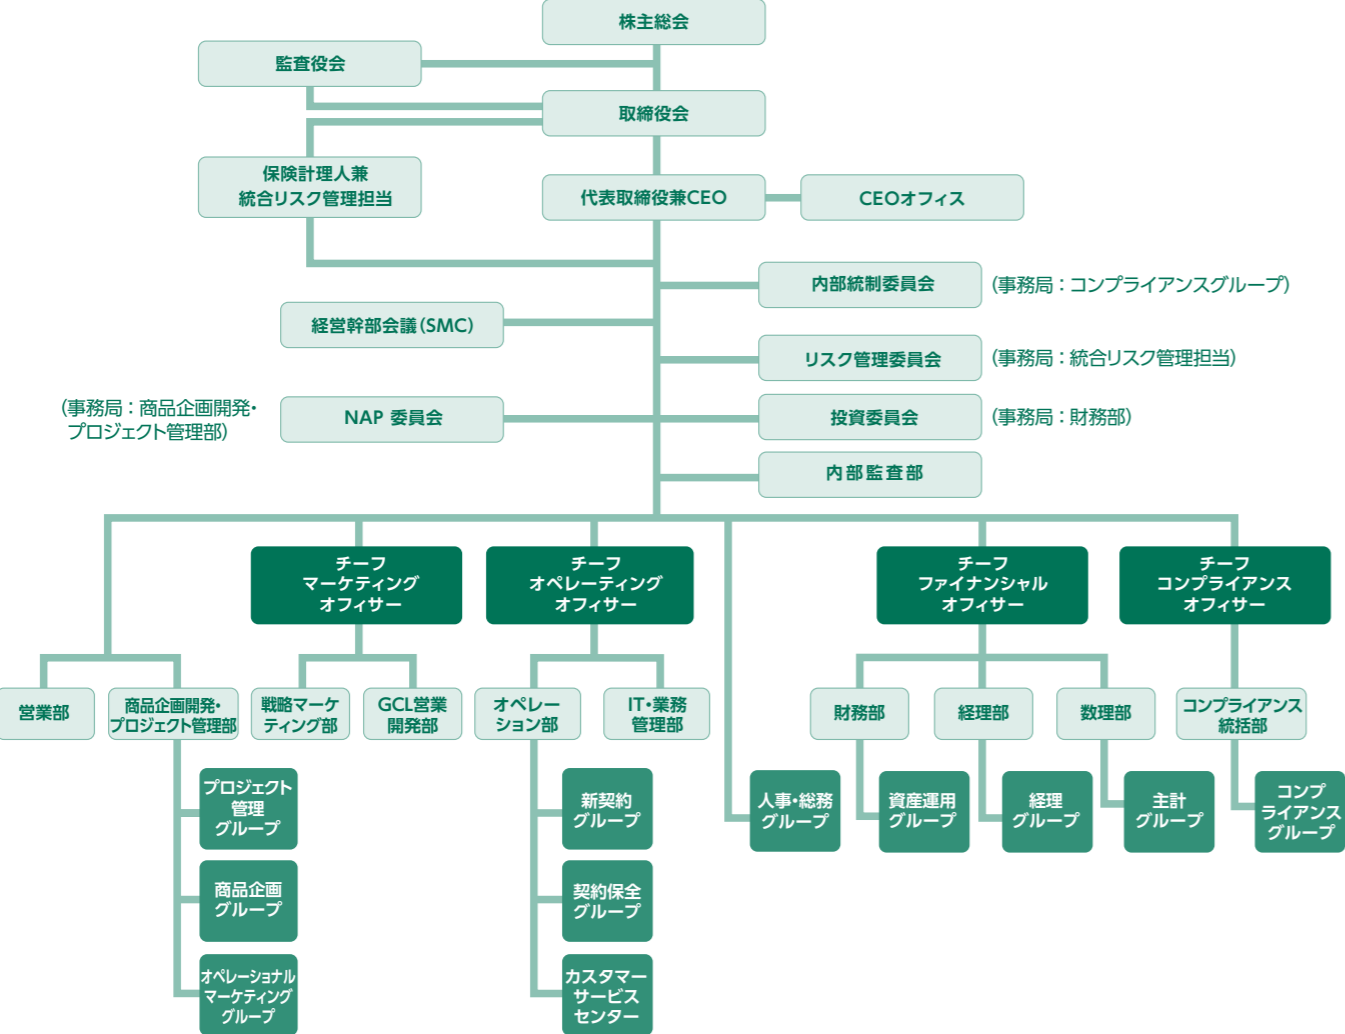 株主総会
監査役会
取締役会
保険計理人兼
統合リスク管理担当
代表取締役兼CEO
CEOオフィス
内部統制委員会
(事務局：コンプライアンスグループ)
経営幹部会議(SMC)
リスク管理委員会
(事務局：統合リスク管理担当)
(事務局：商品企画開発・
プロジェクト管理部)
NAP 委員会
投資委員会
(事務局：財務部)
内部監査部
チーフ
マーケティング
オフィサー
チーフ
オペレーティング
オフィサー
チーフ
ファイナンシャル
オフィサー
チーフ
コンプライアンス
オフィサー
営業部
商品企画開発・
プロジェクト管理部
戦略マーケ
ティング部
GCL営業
開発部
オペレー
ション部
IT・業務
管理部
財務部
経理部
数理部
コンプライアンス
統括部
プロジェクト
管理
グループ
新契約
グループ
人事・総務
グループ
資産運用
グループ
経理
グループ
主計
グループ
コンプ
ライアンス
グループ
商品企画
グループ
契約保全
グループ
オペレーショナル
マーケティング
グループ
カスタマー
サービス
センター